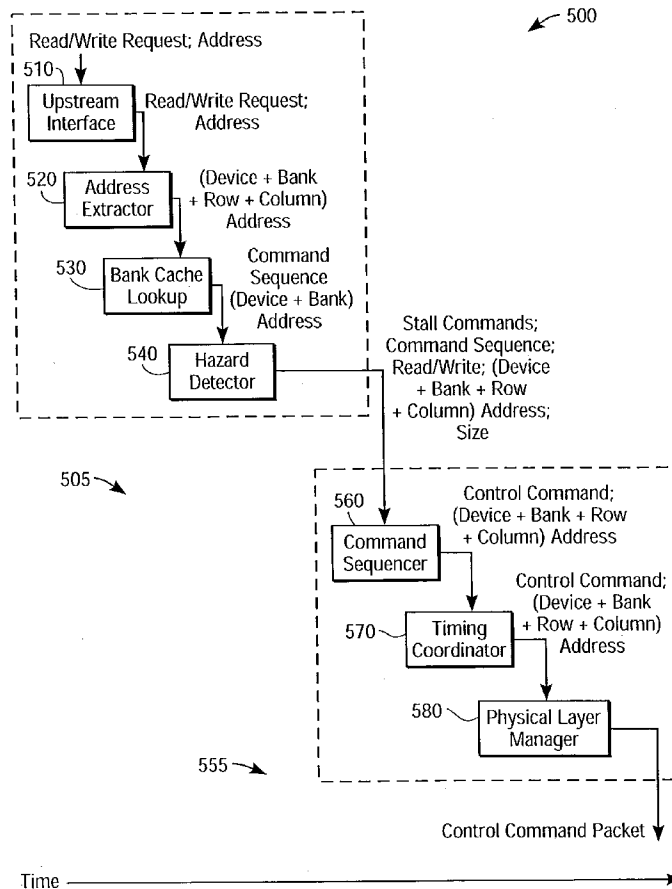 500
Read/Write Request; Address
510
Upstream
Interface
Read/Write Request;
Address
520
Address
Extractor
(Device + Bank
+ Row + Column)
Address
530
Bank Cache
Lookup
Command
Sequence
(Device + Bank)
Address
540
Hazard
Detector
Stall Commands;
Command Sequence;
Read/Write; (Device
+ Bank + Row
+ Column) Address;
Size
505
560
Command
Sequencer
Control Command;
(Device + Bank + Row
+ Column) Address
570
Timing
Coordinator
Control Command;
(Device + Bank
+ Row + Column)
Address
580
Physical Layer
Manager
555
Control Command Packet
Time